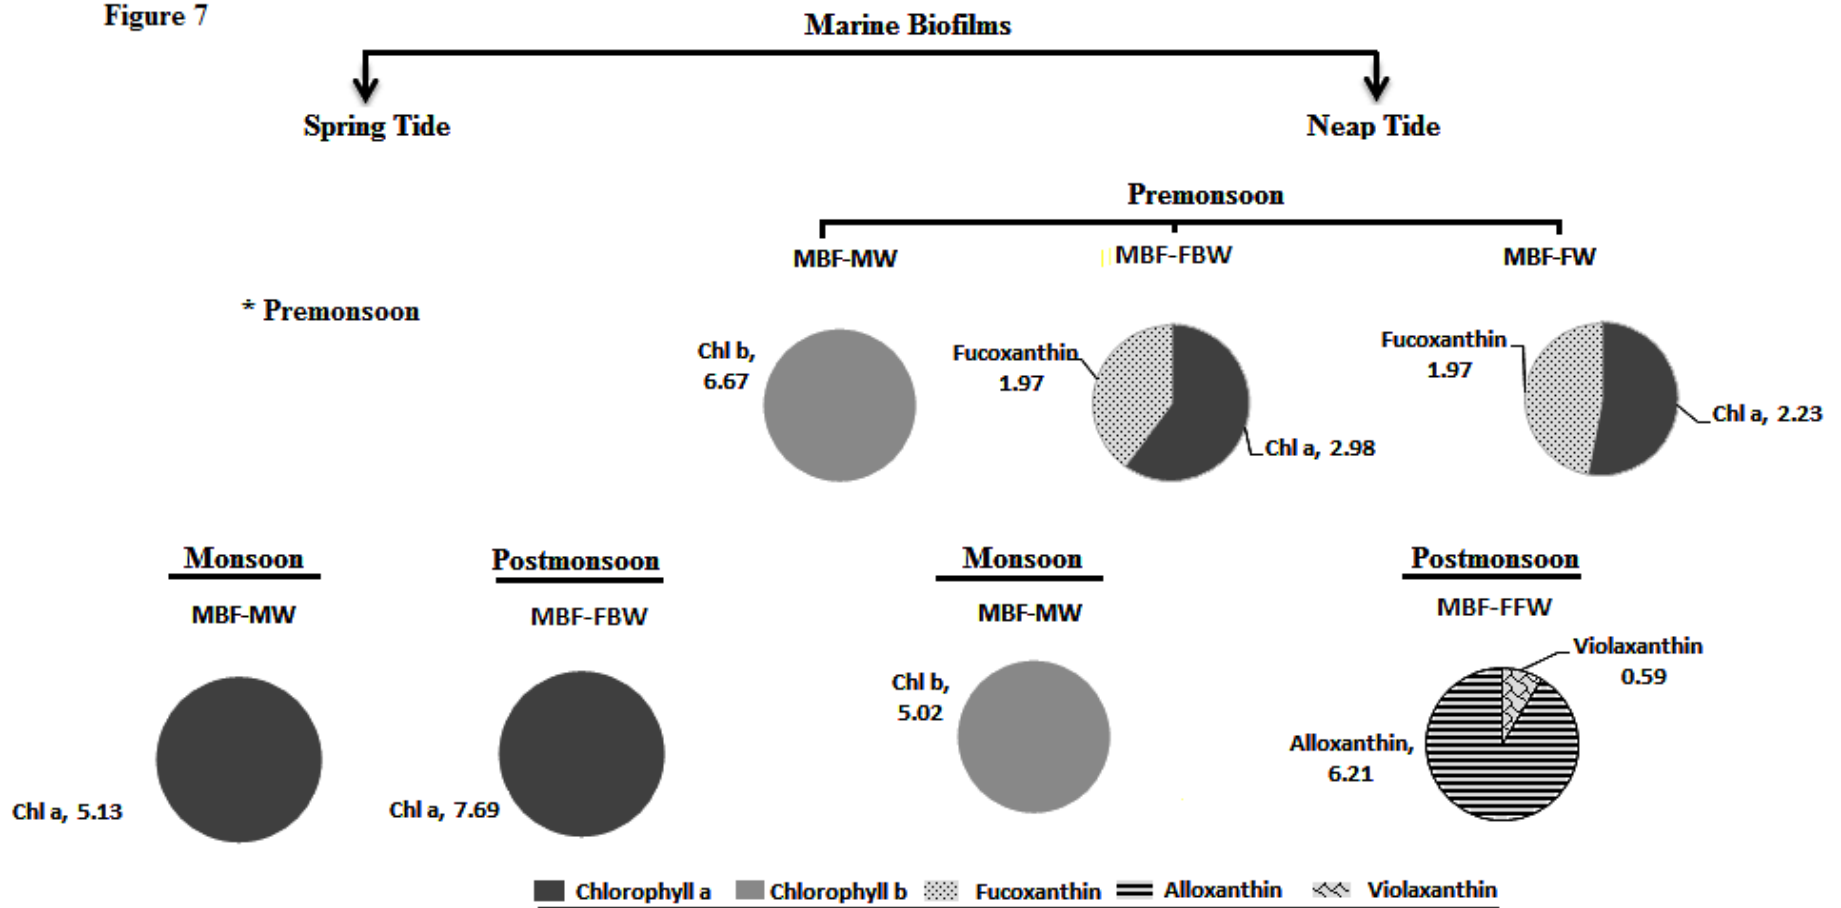 Figure 7
Marine Biofilms
Spring Tide
Neap Tide
Premonsoon
MBF-MW
MBF-FBW
MBF-FW
* Premonsoon
Chl b,
6.67
Fucoxanthin
1.97
Chl a, 2.98
Fucoxanthin
1.97
Chl a, 2.23
Monsoon
MBF-MW
Chl a, 5.13
Postmonsoon
MBF-FBW
Chl a, 7.69
Monsoon
MBF-MW
Chl b,
5.02
Postmonsoon
MBF-FFW
Violaxanthin
0.59
Alloxanthin,
6.21
Chlorophyll a Chlorophyll b Fucoxanthin Alloxanthin Violaxanthin